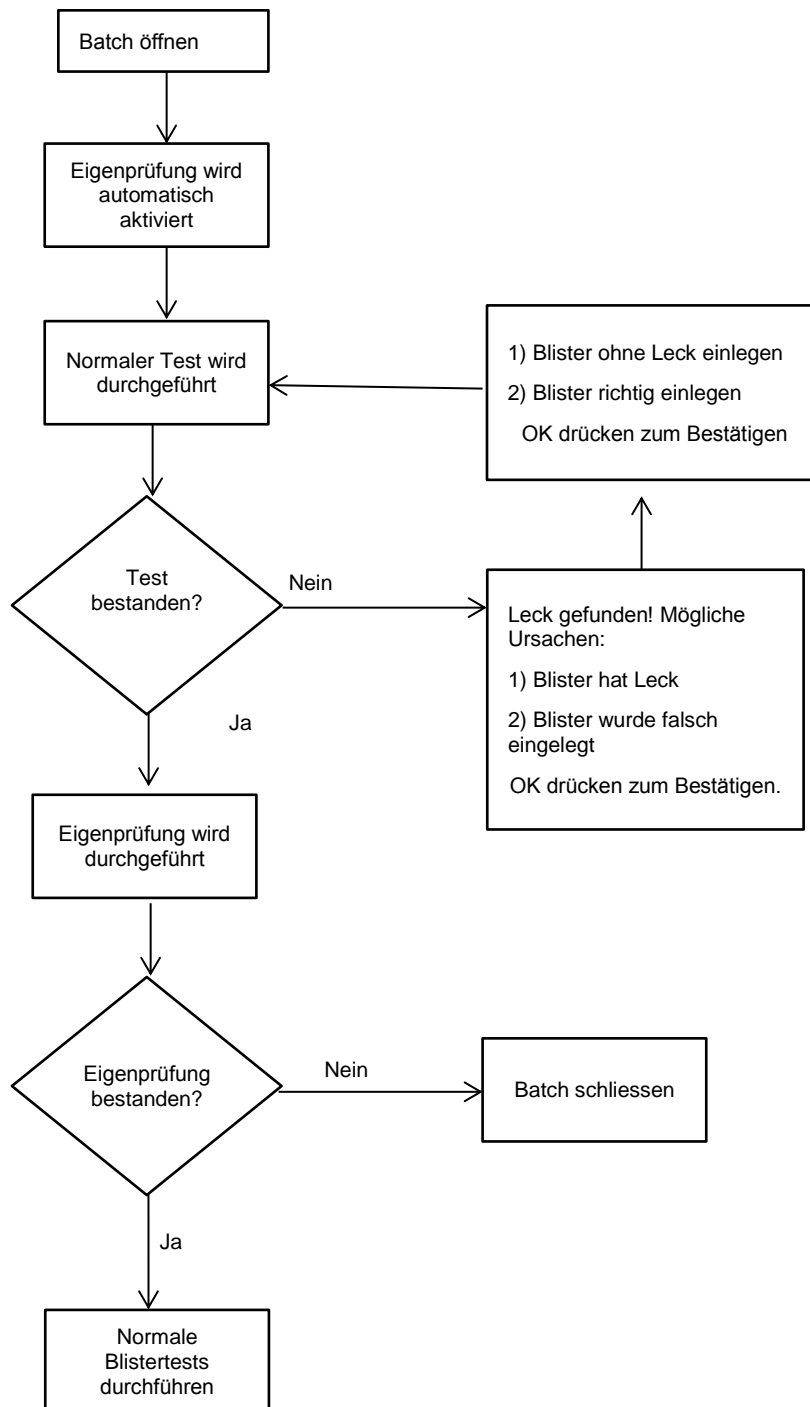 Batch öffnen
Eigenprüfung wird
automatisch
aktiviert
Normaler Test wird
durchgeführt
1) Blister ohne Leck einlegen
2) Blister richtig einlegen
OK drücken zum Bestätigen
Test
bestanden?
Nein
Leck gefunden! Mögliche
Ursachen:
1) Blister hat Leck
2) Blister wurde falsch
eingelegt
OK drücken zum Bestätigen.
Ja
Eigenprüfung wird
durchgeführt
Eigenprüfung
bestanden?
Nein
Batch schliessen
Ja
Normale
Blistertests
durchführen